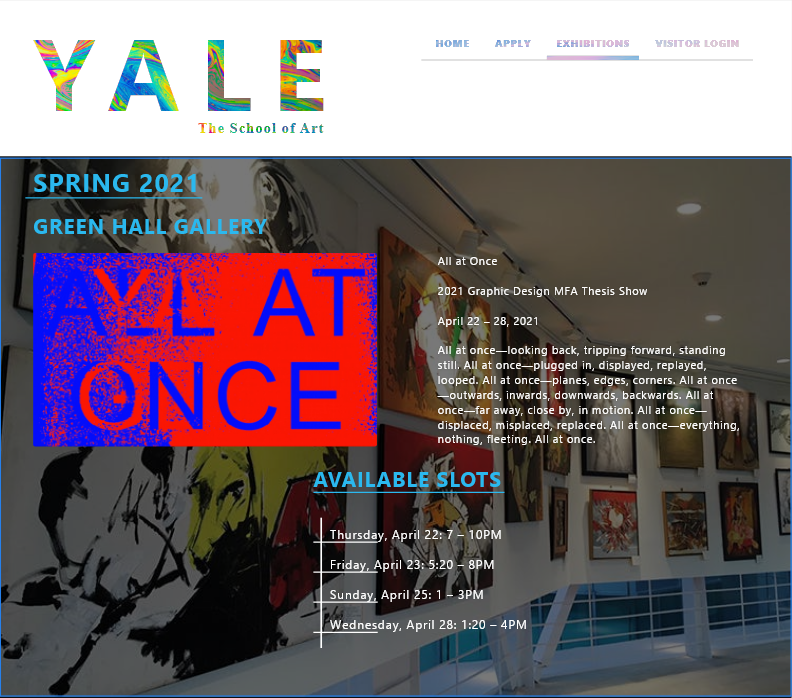 YALE
The School of Art
HOME APPLY EXHIBITIONS VISITOR LOGIN
SPRING 2021
GREEN HALL GALLERY
ALL AT
ONCE
All at Once
2021 Graphic Design MFA Thesis Show
April 22 – 28, 2021
All at once—looking back, tripping forward, standing
still. All at once—plugged in, displayed, replayed,
looped. All at once—planes, edges, corners. All at once
—outwards, inwards, downwards, backwards. All at
once—far away, close by, in motion. All at once—
displaced, misplaced, replaced. All at once—everything,
nothing, fleeting. All at once.
AVAILABLE SLOTS
Thursday, April 22: 7 – 10PM
Friday, April 23: 5:20 – 8PM
Sunday, April 25: 1 – 3PM
Wednesday, April 28: 1:20 – 4PM